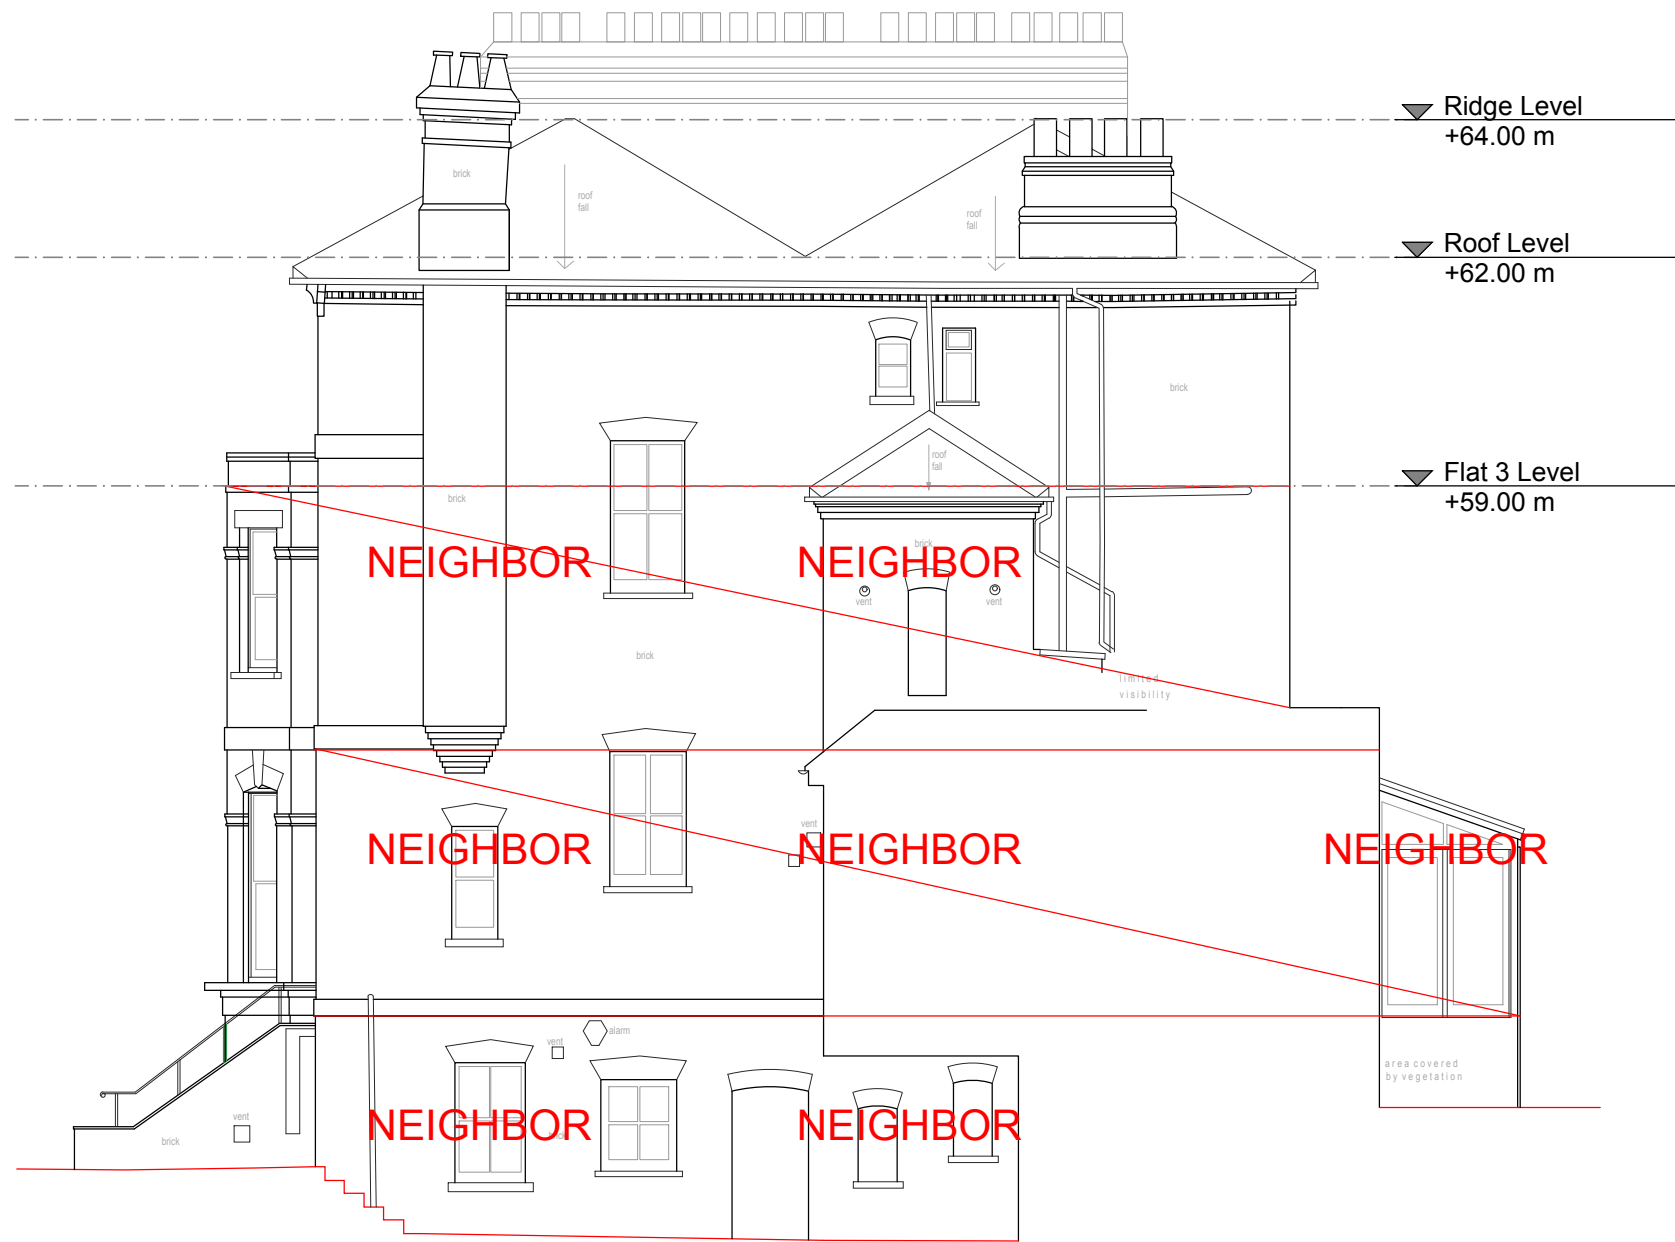 Ridge Level
+64.00 m
brick
roof
fall
roof
fall
Roof Level
+62.00 m
brick
roof
fall
Flat 3 Level
+59.00 m
brick
brick
NEIGHBOR
NEIGHBOR
vent
vent
brick
limited
visibility
vent
NEIGHBOR
NEIGHBOR
NEIGHBOR
alarm
vent
area covered
by vegetation
vent
NEIGHBOR
NEIGHBOR
brick
brick